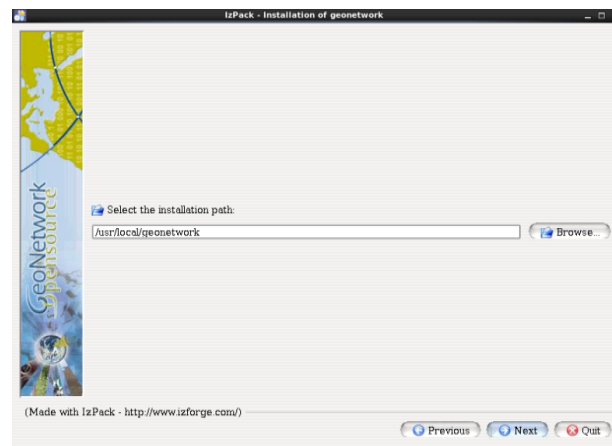 IzPack - Installation of geonetwork
GeoNetwork
Opensource
Select the installation path:
/usr/local/geonetwork
Browse...
(Made with IzPack - http://www.izforge.com/)
Previous
Next
Quit